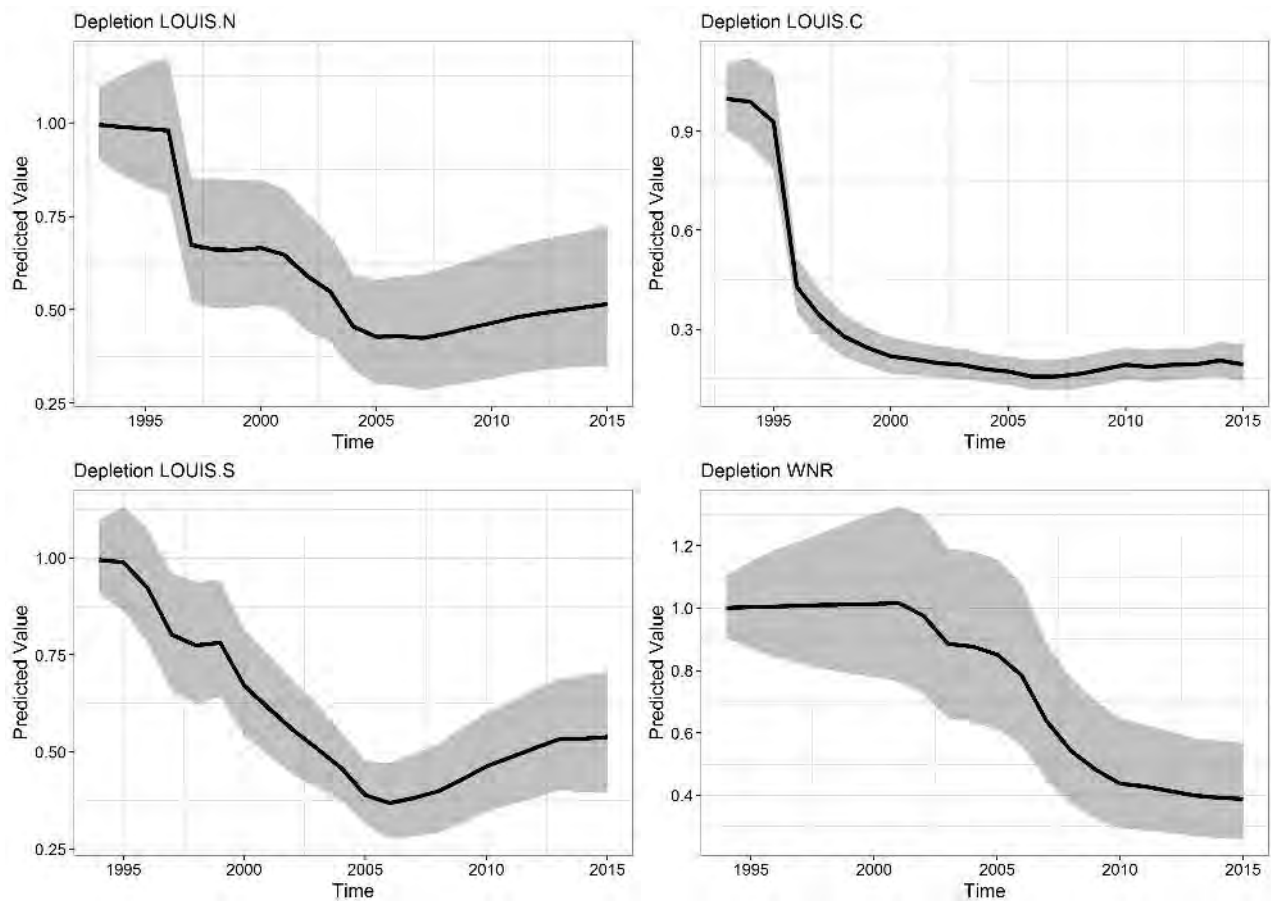 Depletion LOUIS.N
Predicted Value
1.00
0.75
0.50
0.25
1995 2000 2005 2010 2015
Time
Depletion LOUIS.C
Predicted Value
0.9
0.6
0.3
1995 2000 2005 2010 2015
Time
Depletion LOUIS.S
Predicted Value
1.00
0.75
0.50
0.25
1995 2000 2005 2010 2015
Time
Depletion WNR
Predicted Value
1.2
1.0
0.8
0.6
0.4
1995 2000 2005 2010 2015
Time